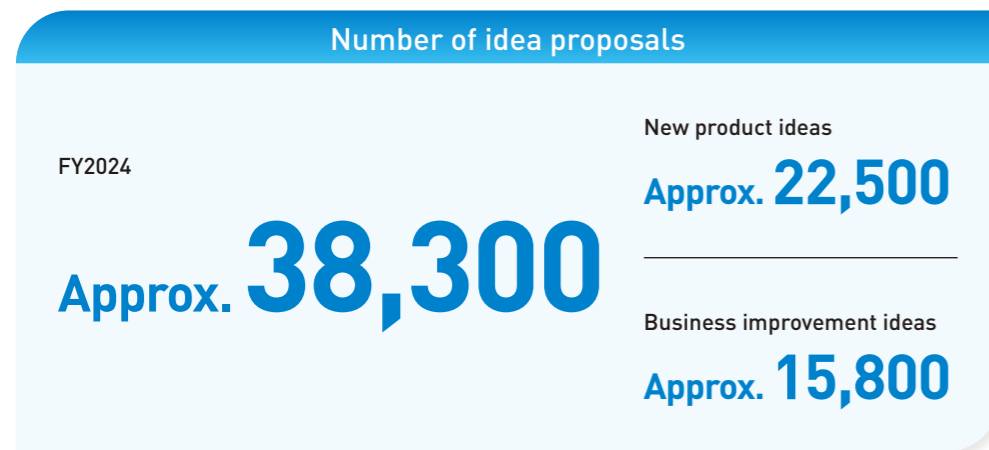 Number of idea proposals
FY2024
Approx. 38,300
New product ideas
Approx. 22,500
Business improvement ideas
Approx. 15,800